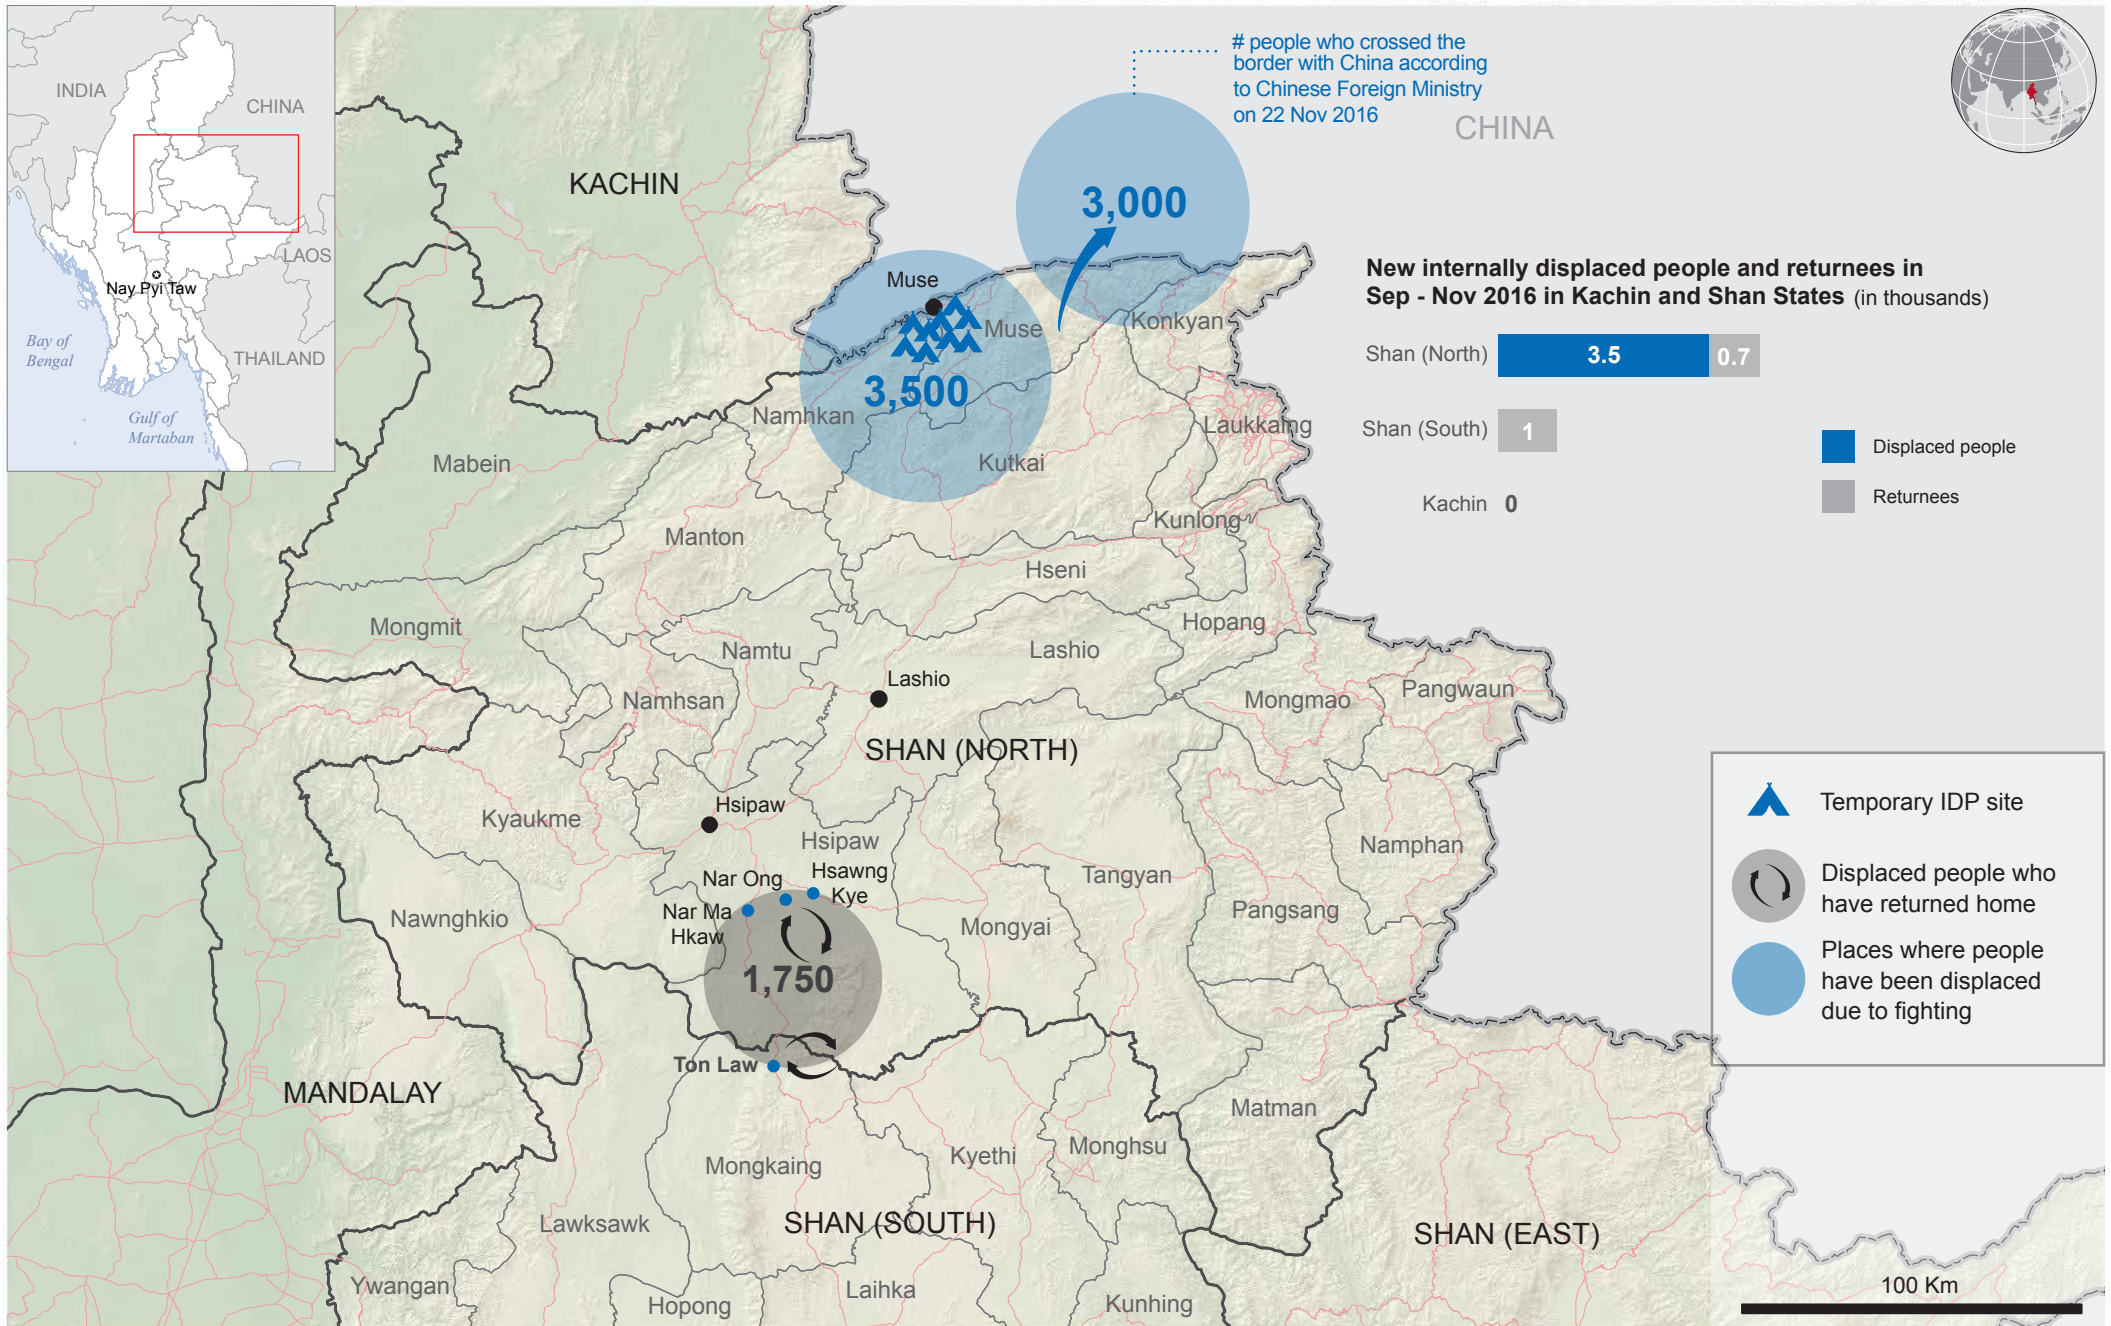 INDIA
CHINA
LAOS
Nay Pyi Taw
Bay of
Bengal
THAILAND
Gulf of
Martaban
# people who crossed the
border with China according
to Chinese Foreign Ministry
on 22 Nov 2016
CHINA
KACHIN
3,000
Muse
Muse
Konkyan
3,500
Namhkan
Laukkaing
Mabein
Kutkai
Kunlong
Manton
Hseni
Mongmit
Hopang
Namtu
Lashio
Lashio
Namhsan
Mongmao
Pangwaun
SHAN (NORTH)
Hsipaw
Kyaukme
Hsipaw
Namphan
Nar Ong
Hsawng
Kye
Tangyan
Nar Ma
Hkaw
Nawnghkio
Mongyai
Pangsang
1,750
Ton Law
MANDALAY
Matman
Mongkaing
Kyethi
Monghsu
Lawksawk
SHAN (SOUTH)
SHAN (EAST)
Ywangan
Hopong
Laihka
Kunhing
New internally displaced people and returnees in
Sep - Nov 2016 in Kachin and Shan States (in thousands)
Shan (North) 3.5 0.7
Shan (South) 1
Kachin 0
Displaced people
Returnees
Temporary IDP site
Displaced people who
have returned home
Places where people
have been displaced
due to fighting
100 Km